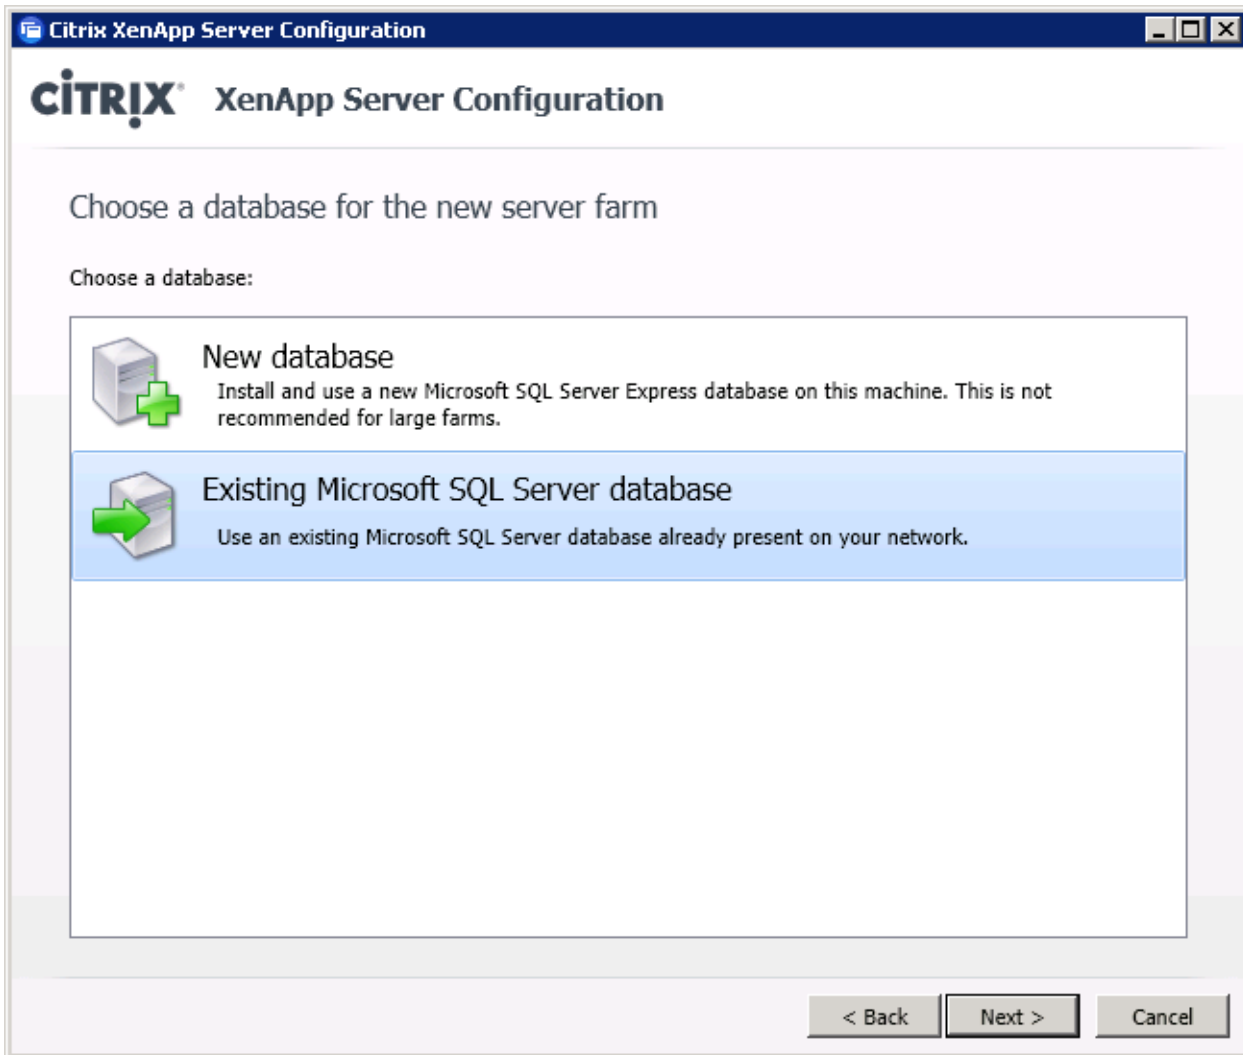 Citrix XenApp Server Configuration
CiTRIX® XenApp Server Configuration
Choose a database for the new server farm
Choose a database:
New database
Install and use a new Microsoft SQL Server Express database on this machine. This is not
recommended for large farms.
Existing Microsoft SQL Server database
Use an existing Microsoft SQL Server database already present on your network.
< Back Next > Cancel